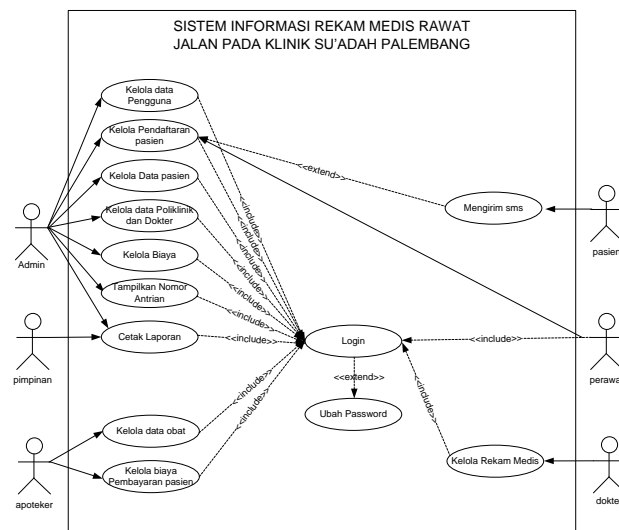 SISTEM INFORMASI REKAM MEDIS RAWAT
JALAN PADA KLINIK SU'ADAH PALEMBANG
Kelola data
Pengguna
Kelola Pendaftaran
pasien
Kelola Data pasien
Kelola data Poliklinik
dan Dokter
Kelola Biaya
Tampilkan Nomor
Antrian
Cetak Laporan
Kelola data obat
Kelola biaya
Pembayaran pasien
Admin
pimpinan
apoteker
<<include>>
<<include>>
<<include>>
<<include>>
<<include>>
<<include>>
<<include>>
<<include>>
<<include>>
<<extend>>
Mengirim sms
Login
<<include>>
<<extend>>
Ubah Password
<<include>>
Kelola Rekam Medis
pasien
perawa
dokte